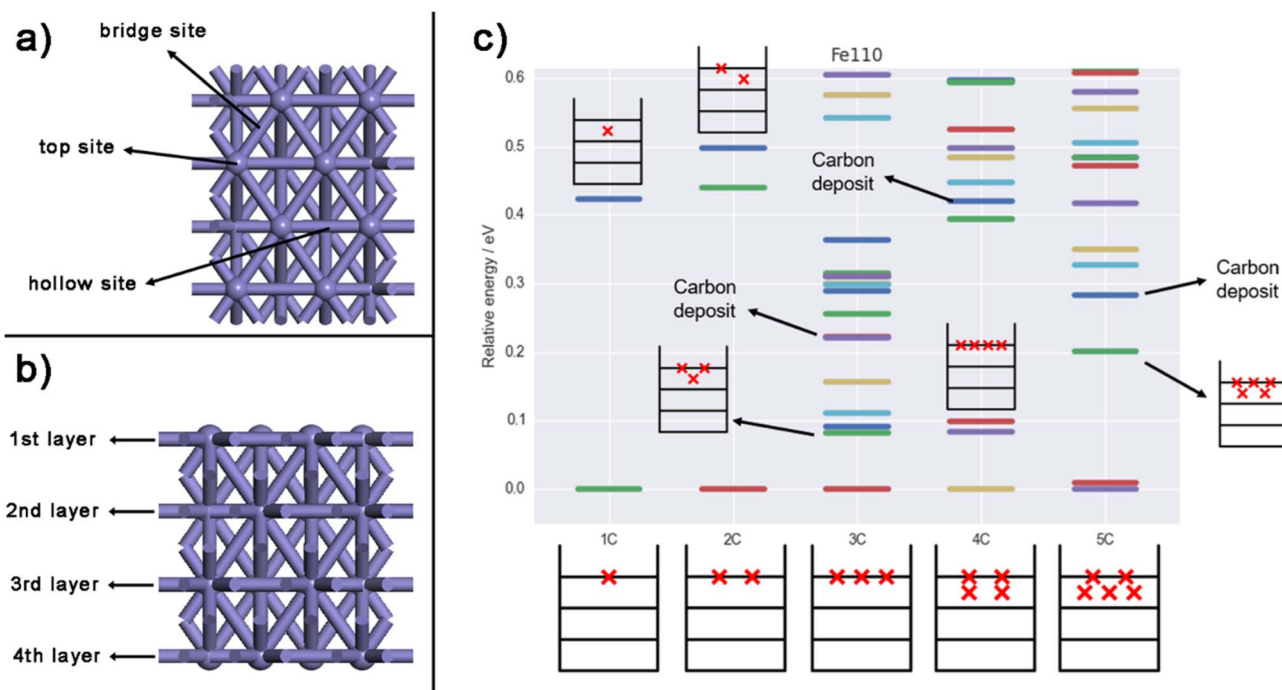 a)
bridge site
top site
hollow site
b)
1st layer
2nd layer
3rd layer
4th layer
c)
Fe110
Relative energy / eV
0.6
0.5
0.4
0.3
0.2
0.1
0.0
Carbon
deposit
Carbon
deposit
Carbon
deposit
1C
2C
3C
4C
5C